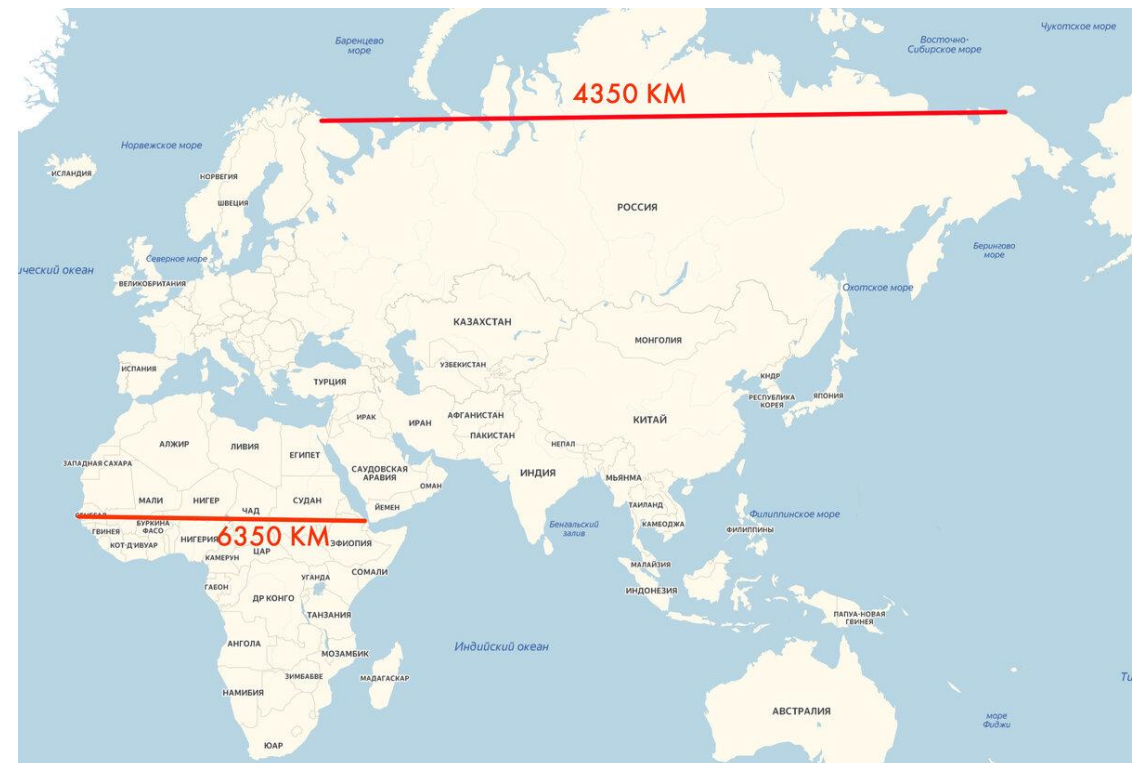 Чукотское море
Баренцево
море
Восточно-
Сибирское море
4350 КМ
Норвежское море
ИСЛАНДИЯ
НОРВЕГИЯ
ШВЕЦИЯ
РОССИЯ
Берингово
море
Северное море
ический океан
ВЕЛИКОБРИТАНИЯ
Охотское море
КАЗАХСТАН
МОНГОЛИЯ
УЗБЕКИСТАН
ИСПАНИЯ
ТУРЦИЯ
КНДР
РЕСПУБЛИКА
КОРЕЯ
ЯПОНИЯ
ИРАК
ИРАН
АФГАНИСТАН
КИТАЙ
ПАКИСТАН
НЕПАЛ
АЛЖИР
ЛИВИЯ
ЕГИПЕТ
ЗАПАДНАЯ САХАРА
САУДОВСКАЯ
АРАВИЯ
ОМАН
ИНДИЯ
МЬЯНМА
МАЛИ
НИГЕР
СУДАН
ЧАД
ЙЕМЕН
ТАИЛАНД
СЕНЕГАЛ
БУРКИНА
ФАСО
ГВИНЕЯ
Бенгальский
залив
КАМБОДЖА
Филиппинское море
ФИЛИППИНЫ
6350 КМ
КОТ-Д'ИВУАР
НИГЕРИЯ
ЭФИОПИЯ
ЦАР
КАМЕРУН
СОМАЛИ
МАЛАЙЗИЯ
УГАНДА
ГАБОН
ИНДОНЕЗИЯ
ДР КОНГО
ТАНЗАНИЯ
ПАПУА-НОВАЯ
ГВИНЕЯ
АНГОЛА
Индийский океан
МОЗАМБИК
ЗИМБАБВЕ
МАДАГАСКАР
Ти
НАМИБИЯ
АВСТРАЛИЯ
море
Фиджи
ЮАР